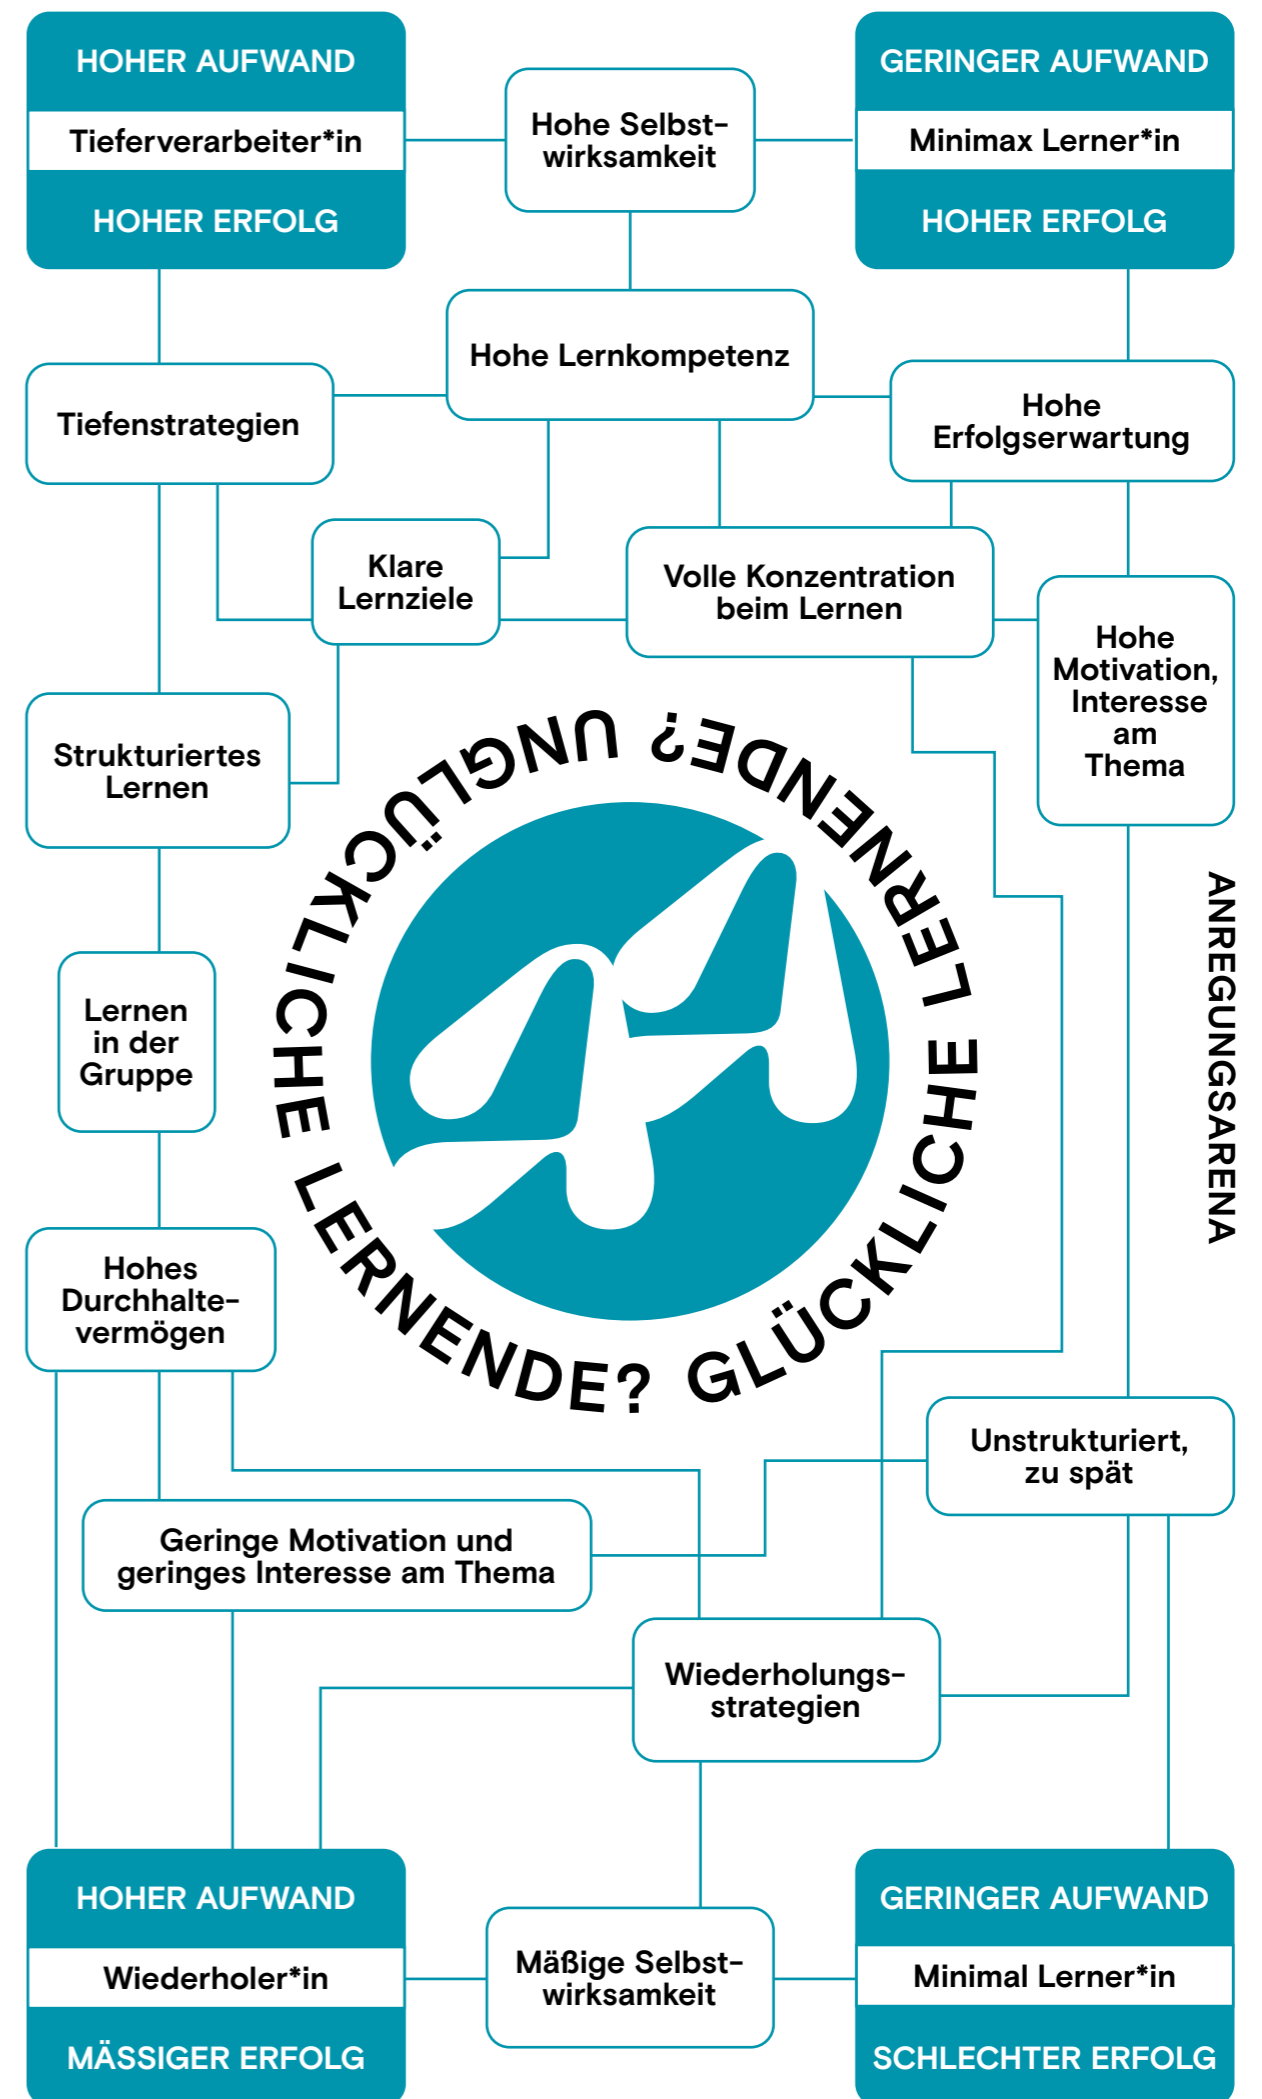 HOHER AUFWAND
Tieferverarbeiter*in
HOHER ERFOLG
Hohe Selbst-
wirksamkeit
GERINGER AUFWAND
Minimax Lerner*in
HOHER ERFOLG
Hohe Lernkompetenz
Tiefenstrategien
Hohe
Erfolgserwartung
Klare
Lernziele
Volle Konzentration
beim Lernen
Hohe
Motivation,
Interesse
am
Thema
Strukturiertes
Lernen
UNGLÜCKLICHE LERNENDE?
GLÜCKLICHE LERNENDE?
ANREGUNGSARENA
Lernen
in der
Gruppe
Hohes
Durchhalte-
vermögen
Unstrukturiert,
zu spät
Geringe Motivation und
geringes Interesse am Thema
Wiederholungs-
strategien
HOHER AUFWAND
Wiederholer*in
MÄSSIGER ERFOLG
Mäßige Selbst-
wirksamkeit
GERINGER AUFWAND
Minimal Lerner*in
SCHLECHTER ERFOLG